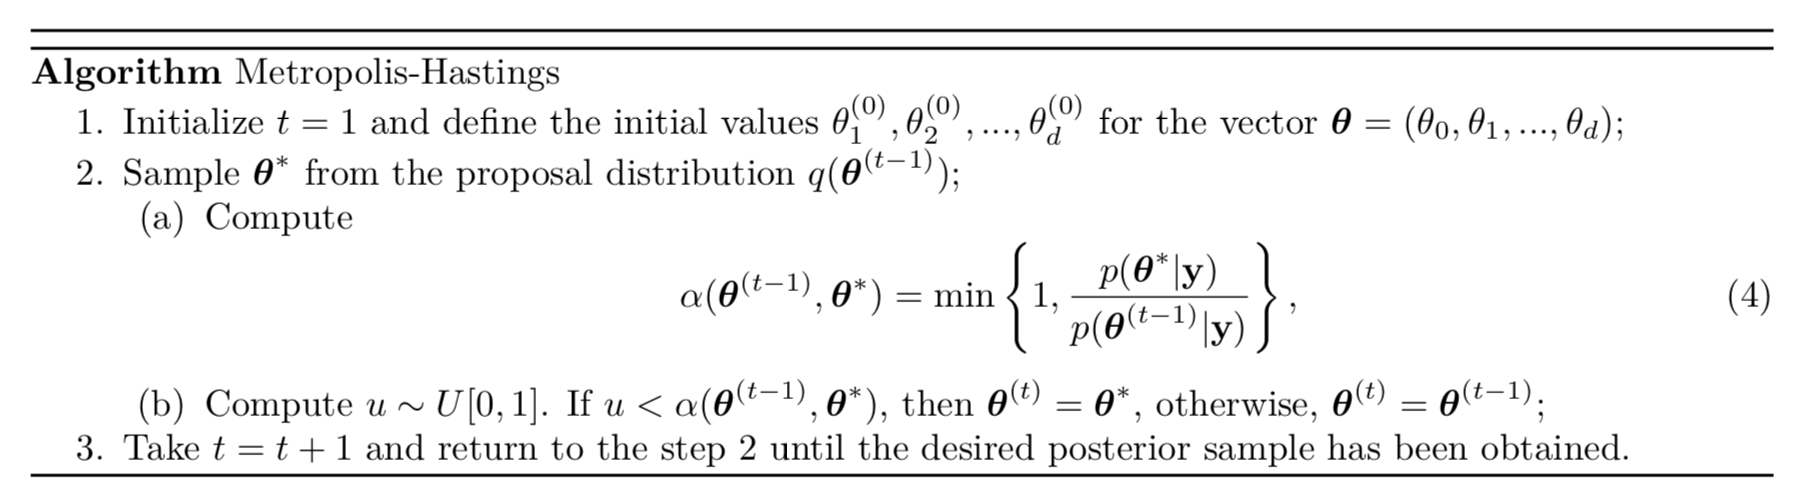 Algorithm Metropolis-Hastings
1. Initialize $t = 1$ and define the initial values $\theta_1^{(0)}, \theta_2^{(0)}, ..., \theta_d^{(0)}$ for the vector $\boldsymbol{\theta} = (\theta_0, \theta_1, ..., \theta_d)$;
2. Sample $\boldsymbol{\theta}^*$ from the proposal distribution $q(\boldsymbol{\theta}^{(t-1)})$;
(a) Compute
$\alpha(\boldsymbol{\theta}^{(t-1)}, \boldsymbol{\theta}^*) = \min \left\{ 1, \frac{p(\boldsymbol{\theta}^*|\mathbf{y})}{p(\boldsymbol{\theta}^{(t-1)}|\mathbf{y})} \right\},$ (4)
(b) Compute $u \sim U[0, 1]$. If $u < \alpha(\boldsymbol{\theta}^{(t-1)}, \boldsymbol{\theta}^*)$, then $\boldsymbol{\theta}^{(t)} = \boldsymbol{\theta}^*$, otherwise, $\boldsymbol{\theta}^{(t)} = \boldsymbol{\theta}^{(t-1)}$;
3. Take $t = t + 1$ and return to the step 2 until the desired posterior sample has been obtained.